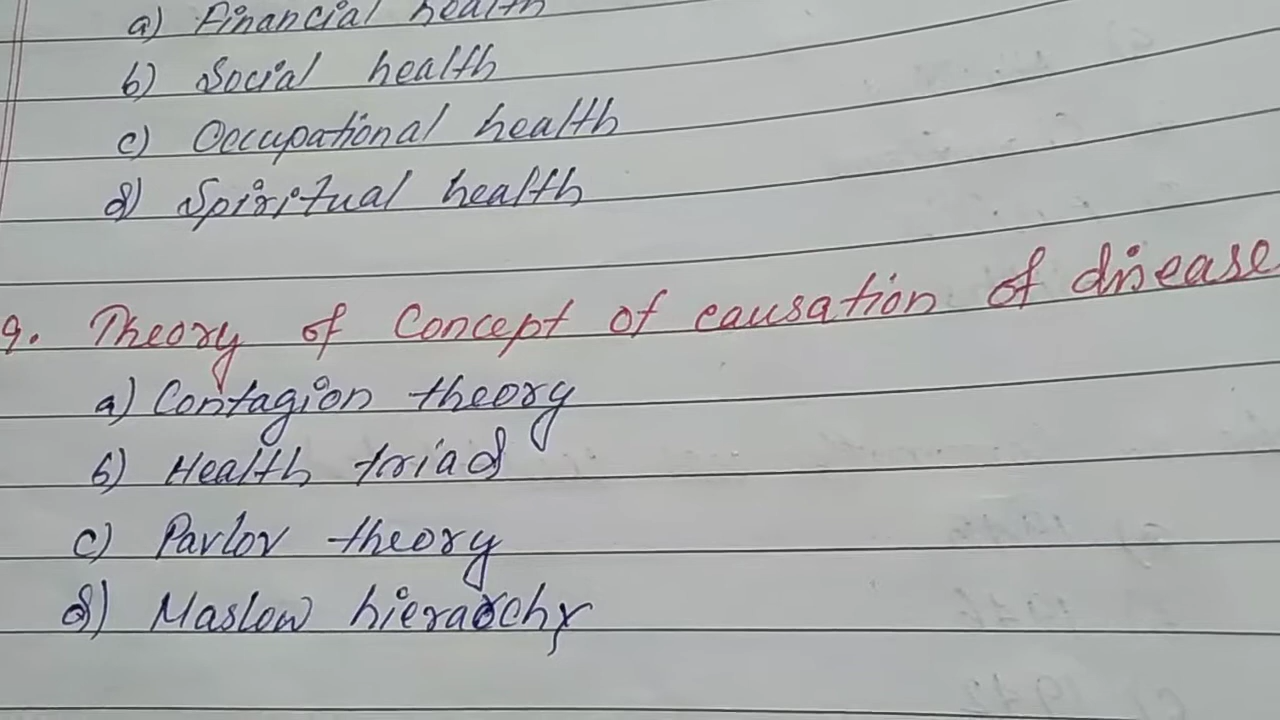 a) Financial health
b) Social health
c) Occupational health
d) Spiritual health
9. Theory of Concept of causation of disease
a) Contagion theory
b) Health triad
c) Pavlov theory
d) Maslow hierarchy